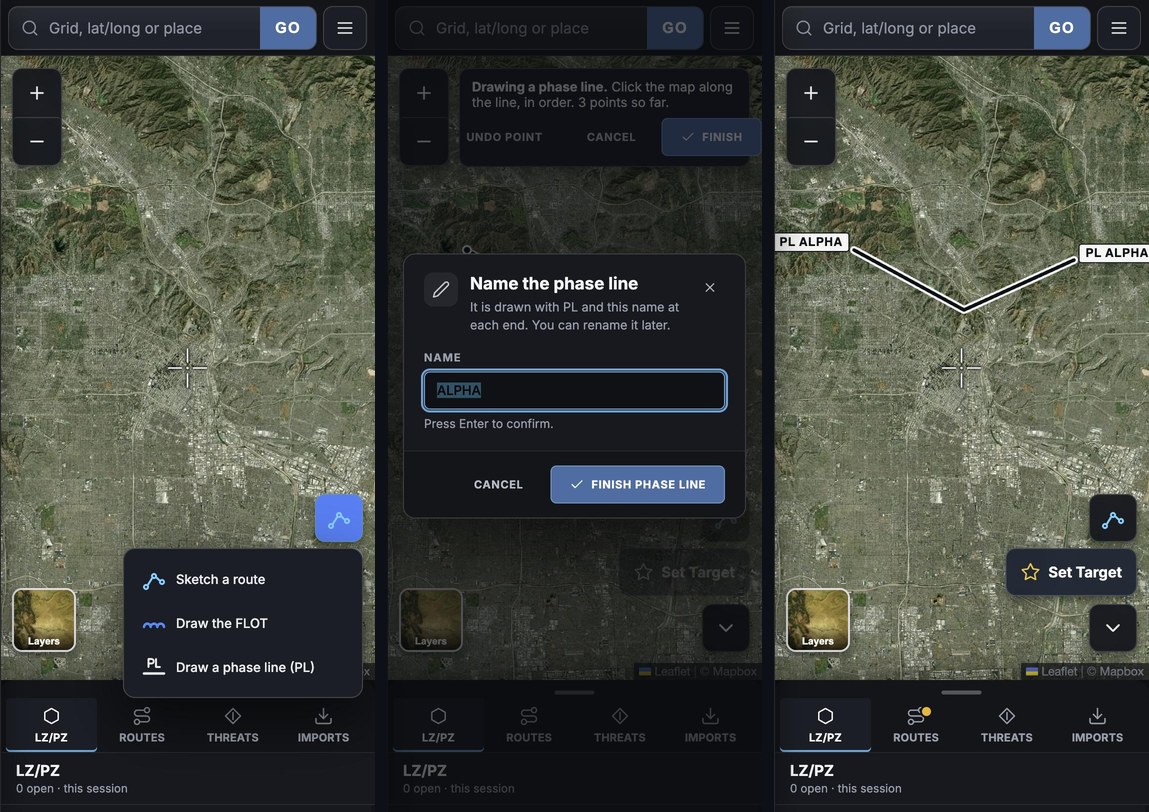 Grid, lat/long or place
GO
+
−
Layers
Sketch a route
Draw the FLOT
PL
Draw a phase line (PL)
x
LZ/PZ
ROUTES
THREATS
IMPORTS
LZ/PZ
0 open · this session
Grid, lat/long or place
GO
+
−
Drawing a phase line. Click the map along
the line, in order. 3 points so far.
UNDO POINT
CANCEL
FINISH
Name the phase line
It is drawn with PL and this name at
each end. You can rename it later.
NAME
ALPHA
Press Enter to confirm.
CANCEL
FINISH PHASE LINE
Set Target
Layers
Leaflet | © Mapbox
LZ/PZ
ROUTES
THREATS
IMPORTS
LZ/PZ
0 open · this session
Grid, lat/long or place
GO
+
−
PL ALPHA
PL ALPHA
Set Target
Layers
Leaflet | © Mapbox
LZ/PZ
ROUTES
THREATS
IMPORTS
LZ/PZ
0 open · this session